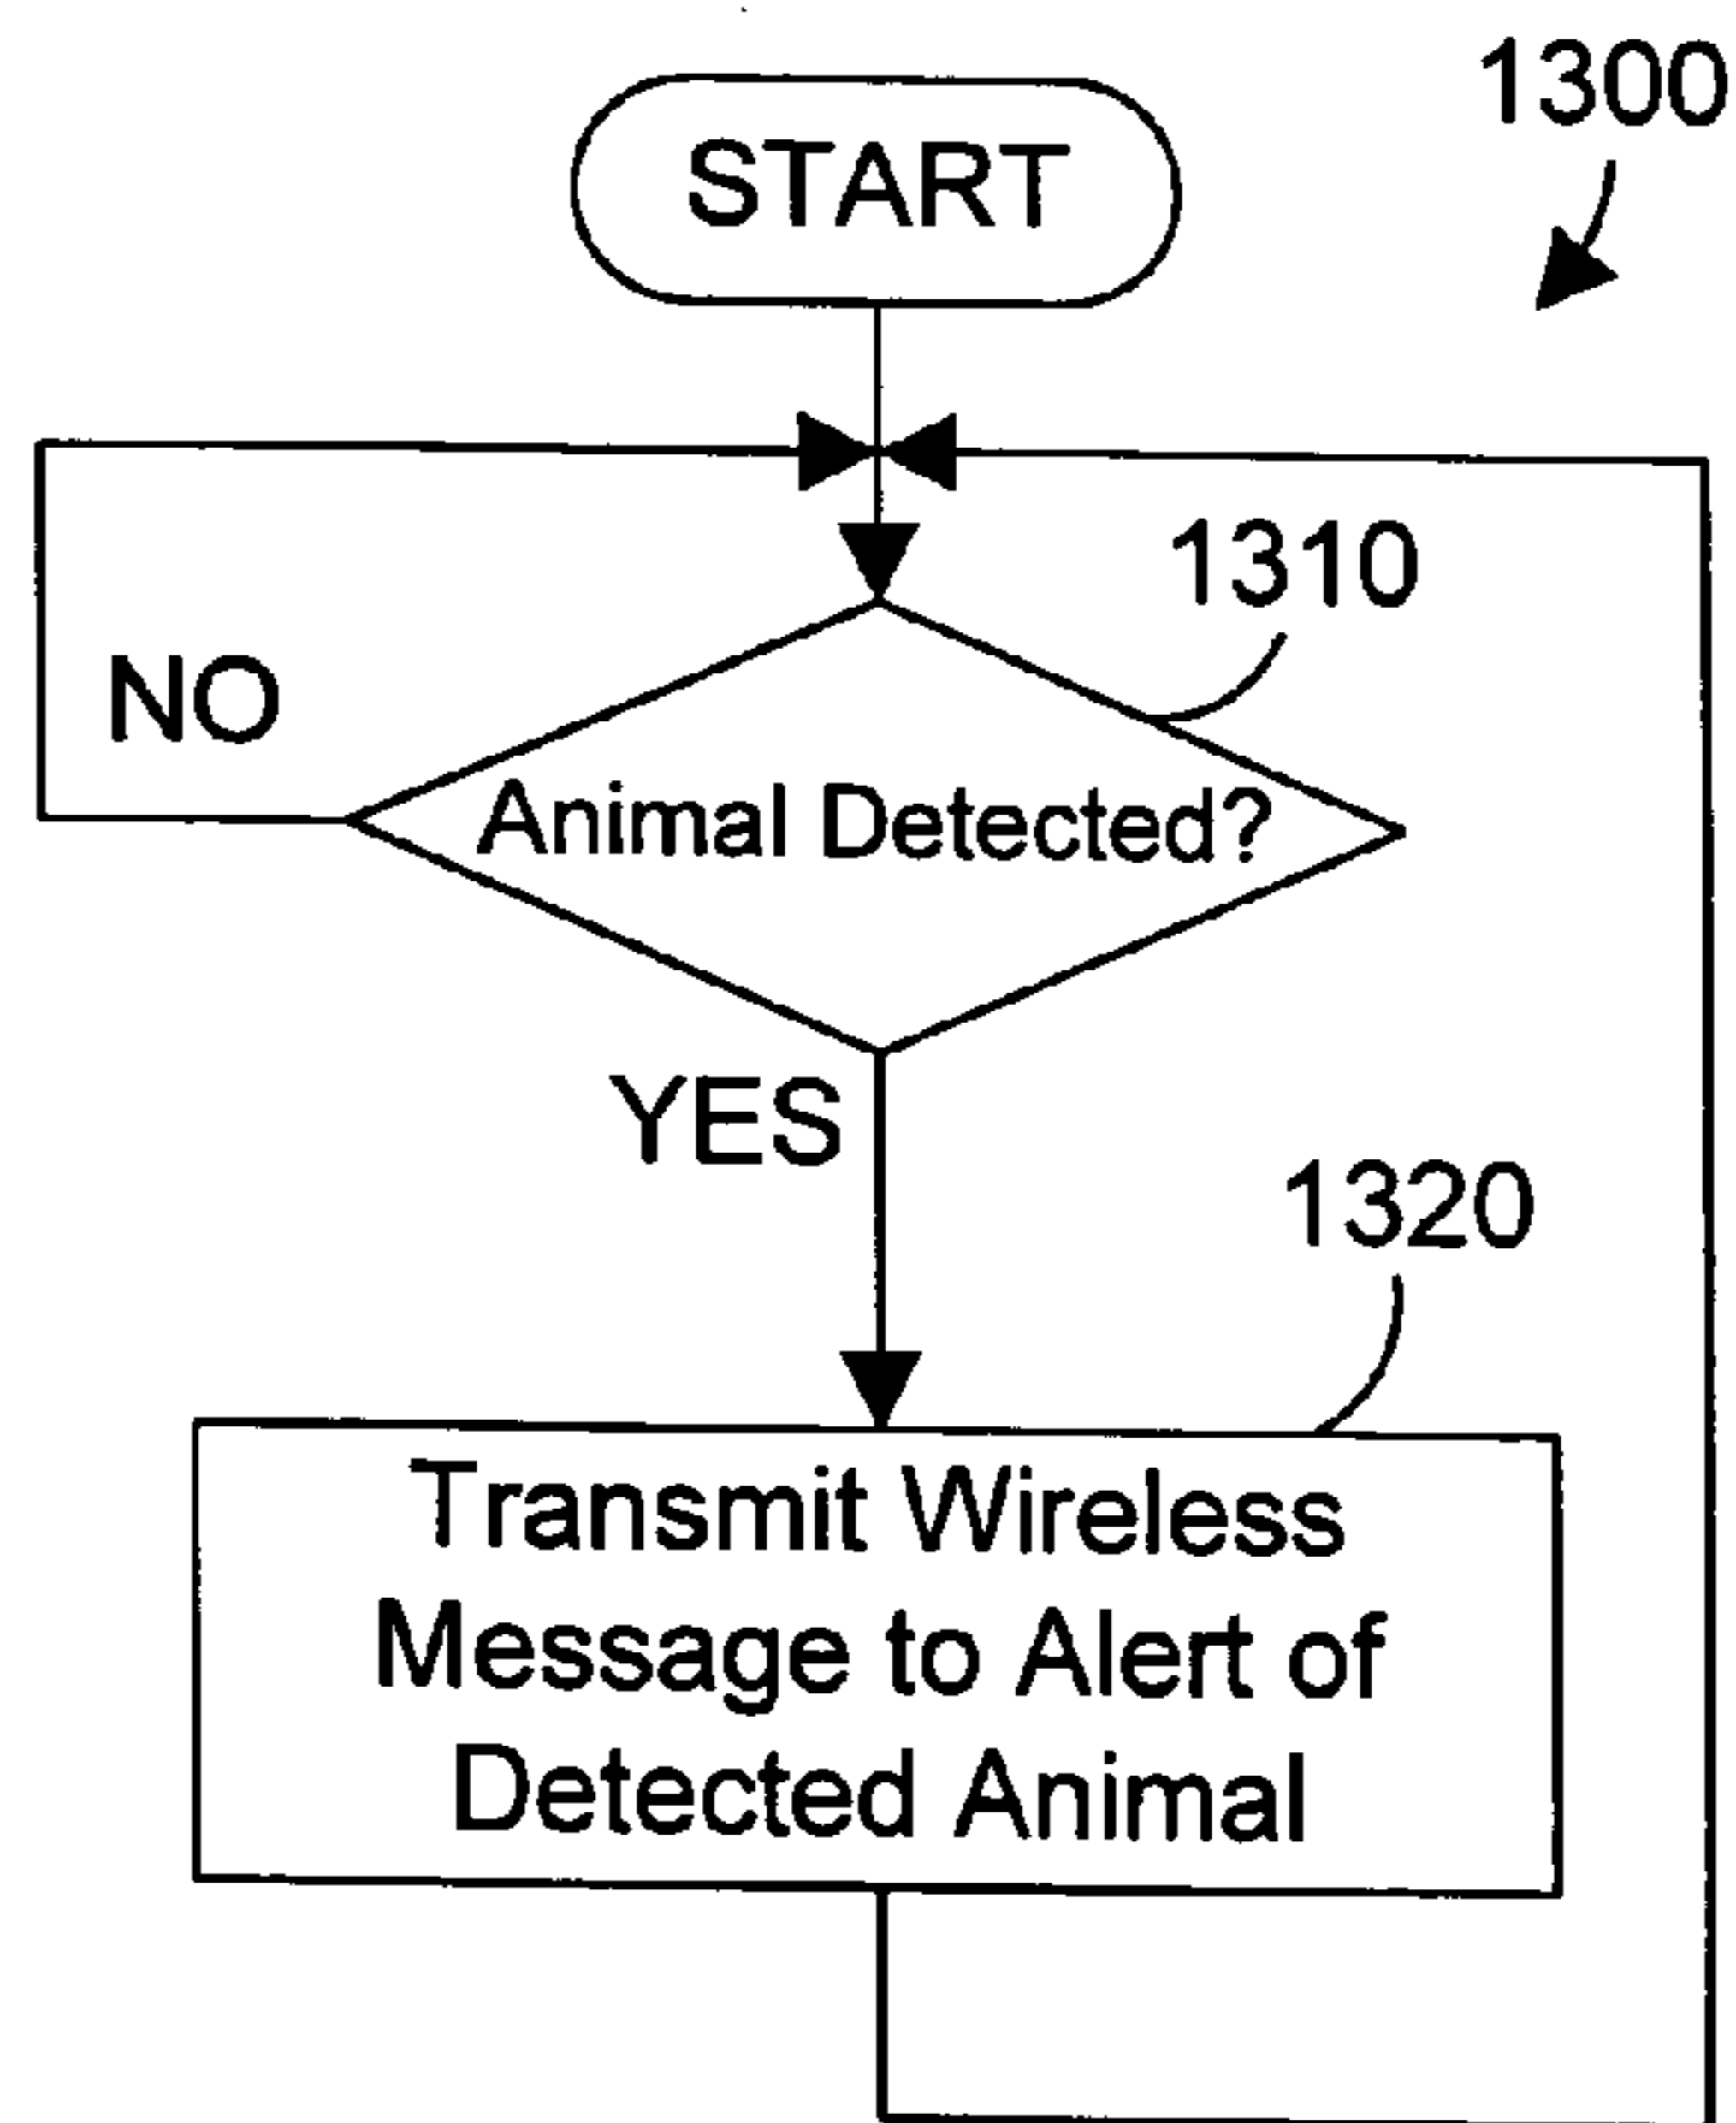 1300
START
1310
NO
Animal Detected?
YES
1320
Transmit Wireless
Message to Alert of
Detected Animal